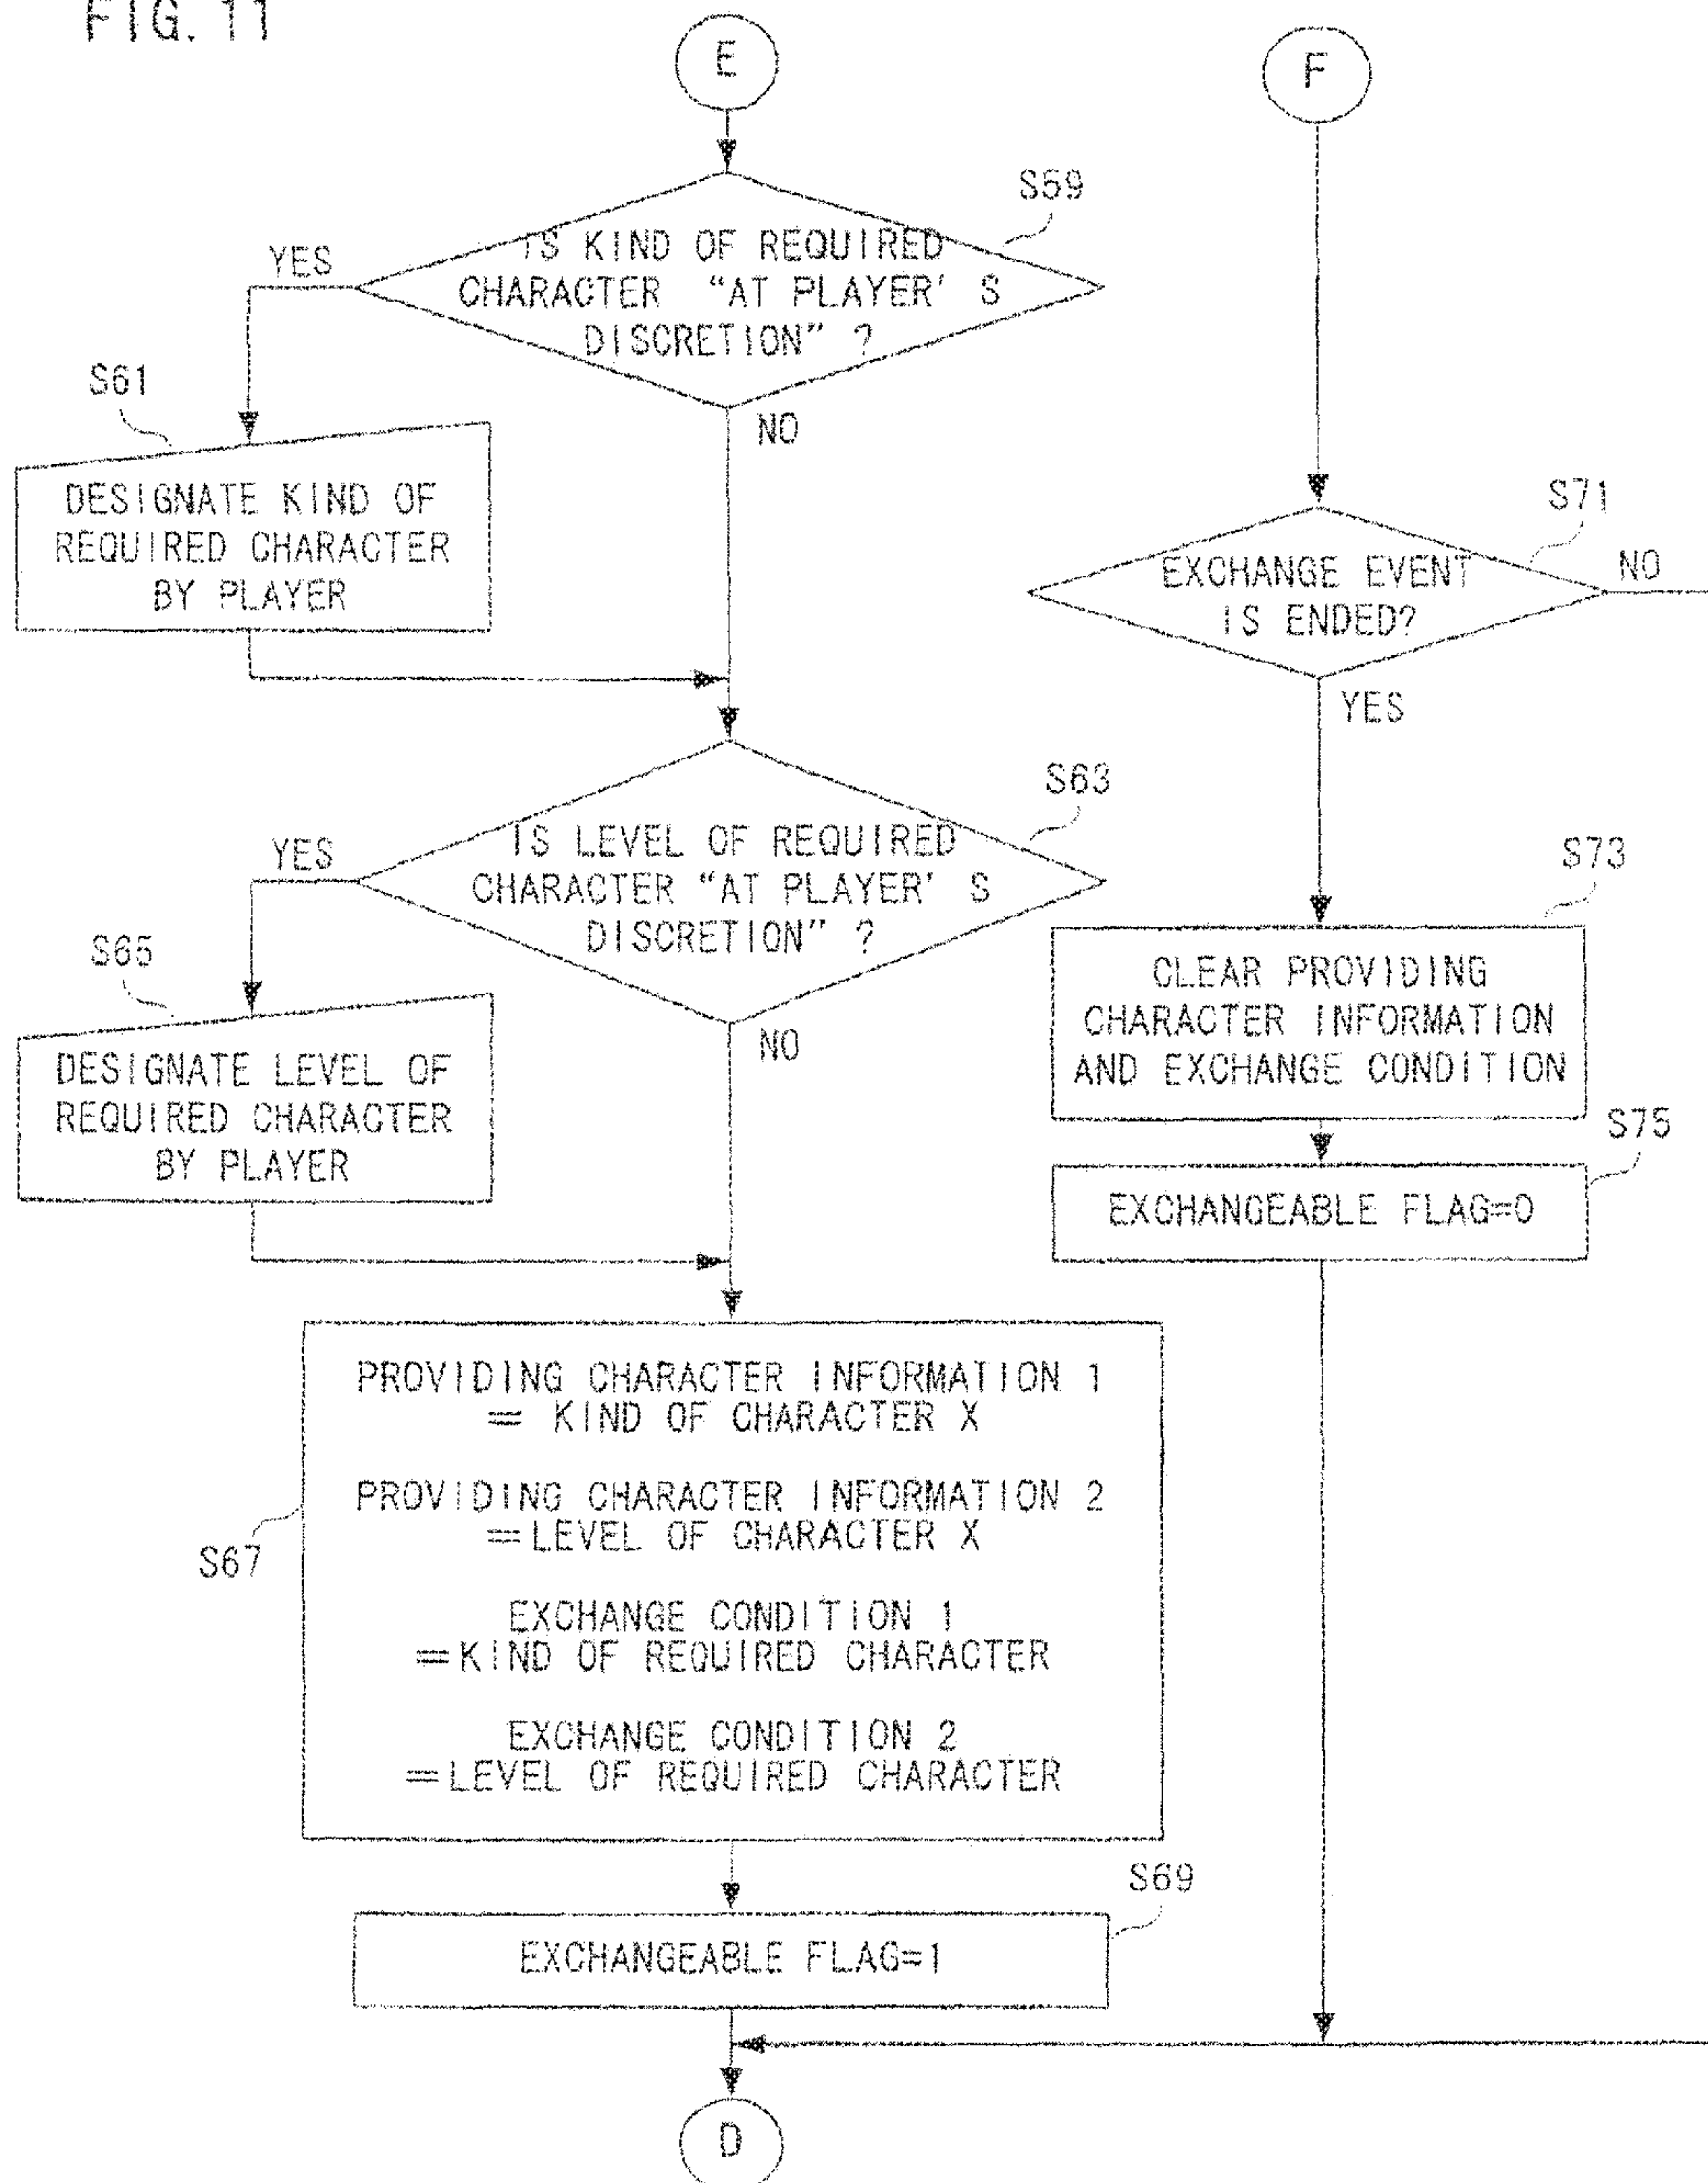 FIG. 11
E
S59
IS KIND OF REQUIRED
CHARACTER "AT PLAYER' S
DISCRETION" ?
YES
NO
S61
DESIGNATE KIND OF
REQUIRED CHARACTER
BY PLAYER
S63
IS LEVEL OF REQUIRED
CHARACTER "AT PLAYER' S
DISCRETION" ?
YES
NO
S65
DESIGNATE LEVEL OF
REQUIRED CHARACTER
BY PLAYER
S67
PROVIDING CHARACTER INFORMATION 1
= KIND OF CHARACTER X
PROVIDING CHARACTER INFORMATION 2
=LEVEL OF CHARACTER X
EXCHANGE CONDITION 1
=KIND OF REQUIRED CHARACTER
EXCHANGE CONDITION 2
=LEVEL OF REQUIRED CHARACTER
S69
EXCHANGEABLE FLAG=1
D
F
S71
EXCHANGE EVENT
IS ENDED?
NO
YES
S73
CLEAR PROVIDING
CHARACTER INFORMATION
AND EXCHANGE CONDITION
S75
EXCHANGEABLE FLAG=0